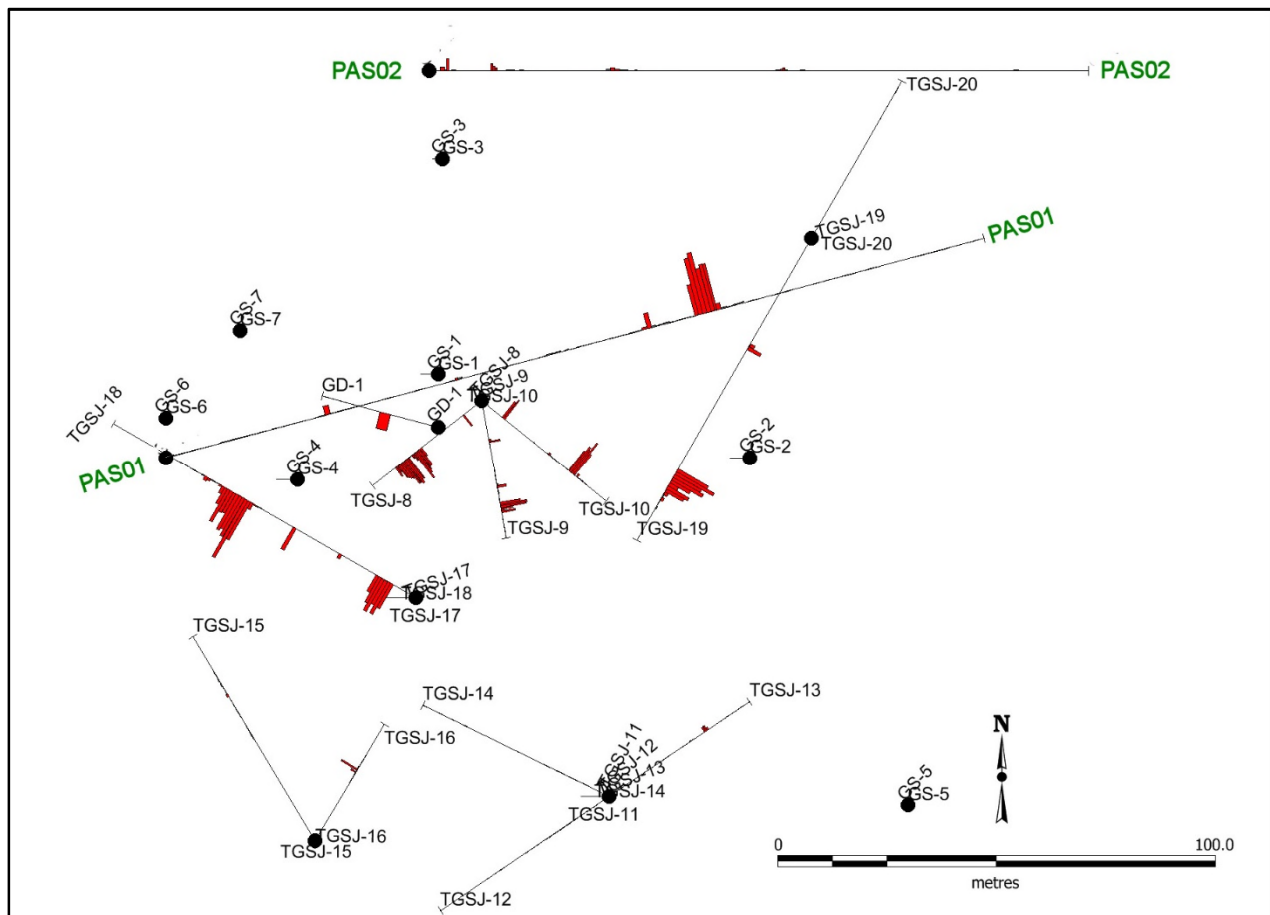 PAS02
PAS02
TGSJ-20
GS-3
GS-3
TGSJ-19
TGSJ-20
PAS01
GS-7
GS-7
GS-1
GS-1
TGSJ-8
TGSJ-9
TGSJ-10
GD-1
GD-1
GS-6
GS-6
TGSJ-18
PAS01
GS-4
GS-4
GS-2
GS-2
TGSJ-8
TGSJ-9
TGSJ-10
TGSJ-19
TGSJ-17
TGSJ-18
TGSJ-17
TGSJ-15
TGSJ-14
TGSJ-13
TGSJ-16
TGSJ-11
TGSJ-12
TGSJ-13
TGSJ-14
TGSJ-11
TGSJ-16
TGSJ-15
TGSJ-12
N
GS-5
GS-5
0
100.0
metres